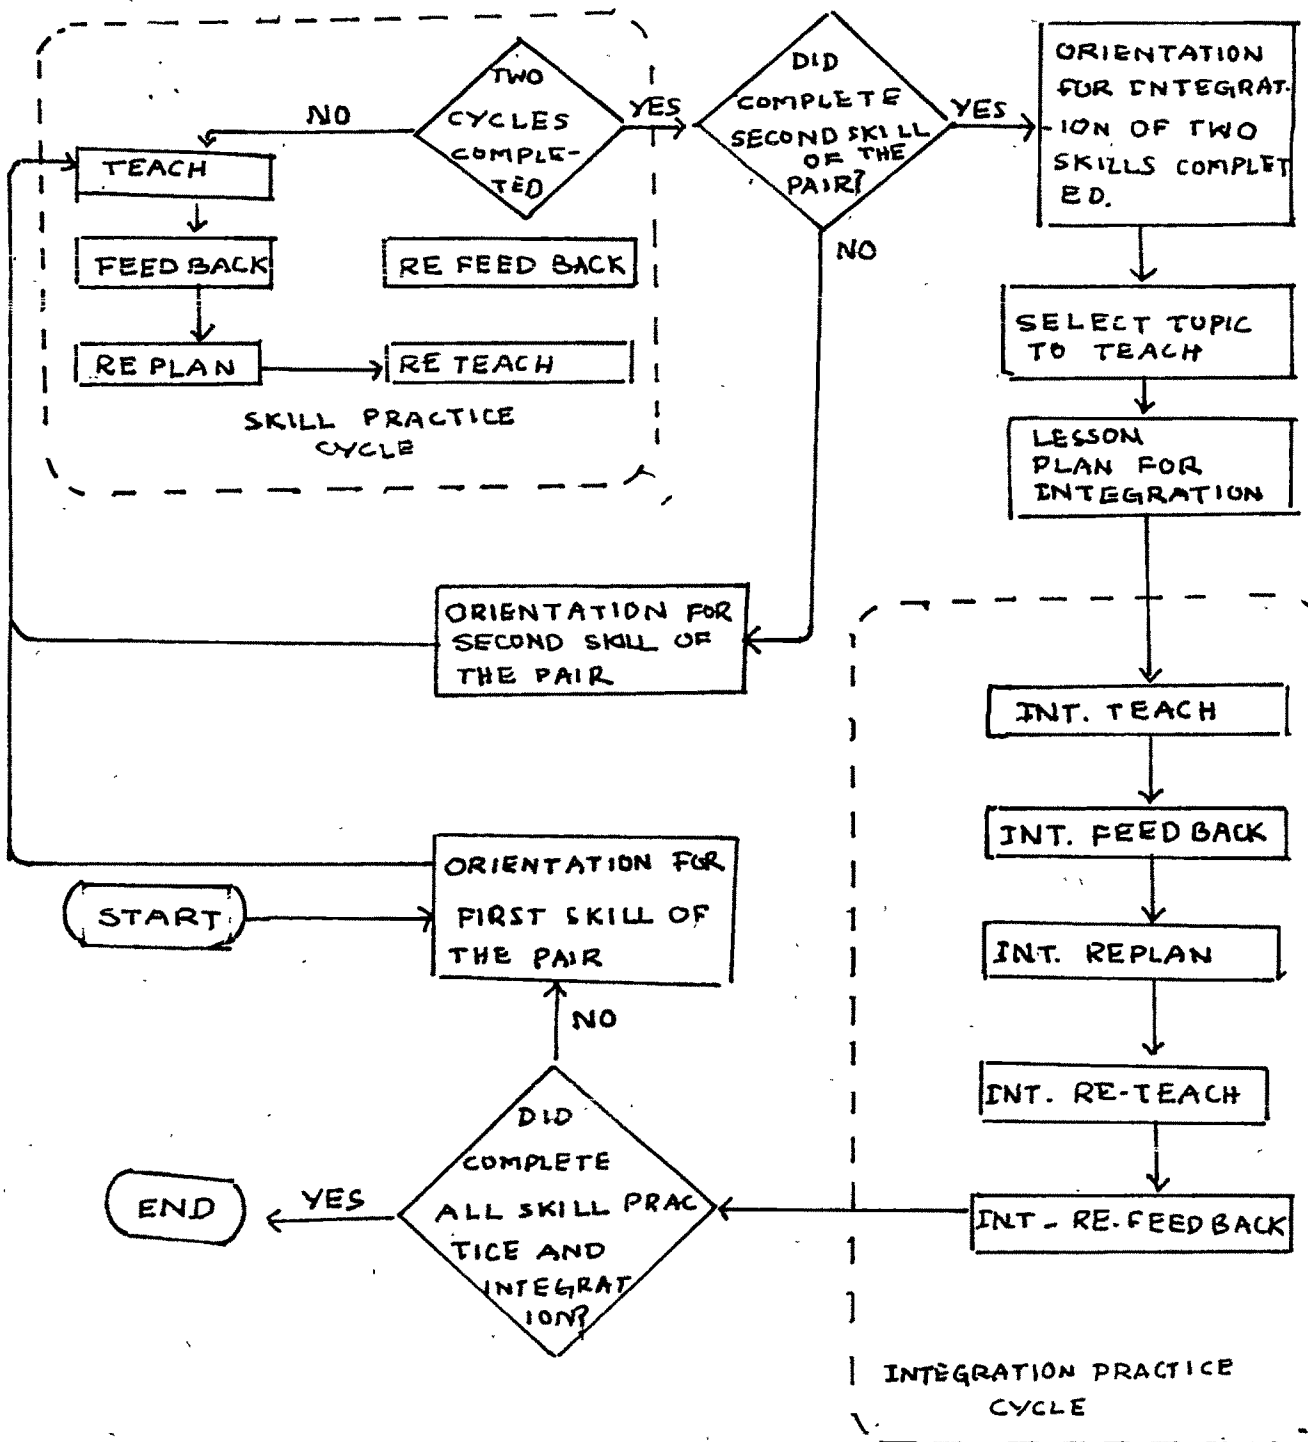 TWO
CYCLES
COMPLE-
TED
NO
YES
TEACH
FEED BACK
RE FEED BACK
RE PLAN
RE TEACH
SKILL PRACTICE
CYCLE
DID
COMPLETE
SECOND SKILL
OF THE
PAIR?
YES
NO
ORIENTATION
FOR INTEGRAT.
-ION OF TWO
SKILLS COMPLET
ED.
SELECT TUPIC
TO TEACH
LESSON
PLAN FOR
INTEGRATION
ORIENTATION FOR
SECOND SKILL OF
THE PAIR
INT. TEACH
INT. FEED BACK
INT. REPLAN
INT. RE-TEACH
INT - RE. FEED BACK
INTEGRATION PRACTICE
CYCLE
START
ORIENTATION FOR
FIRST SKILL OF
THE PAIR
NO
DID
COMPLETE
ALL SKILL PRAC
TICE AND
INTEGRAT
ION?
YES
END